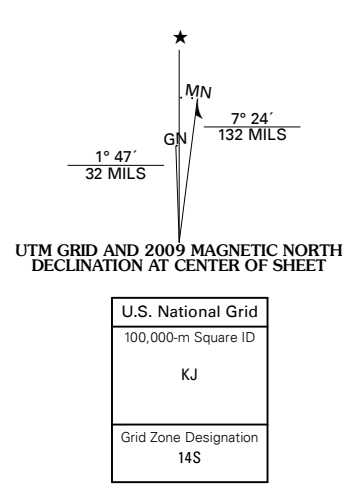 ★
MN
GN
7° 24´
132 MILS
1° 47´
32 MILS
UTM GRID AND 2009 MAGNETIC NORTH
DECLINATION AT CENTER OF SHEET
U.S. National Grid
100,000-m Square ID
KJ
Grid Zone Designation
14S